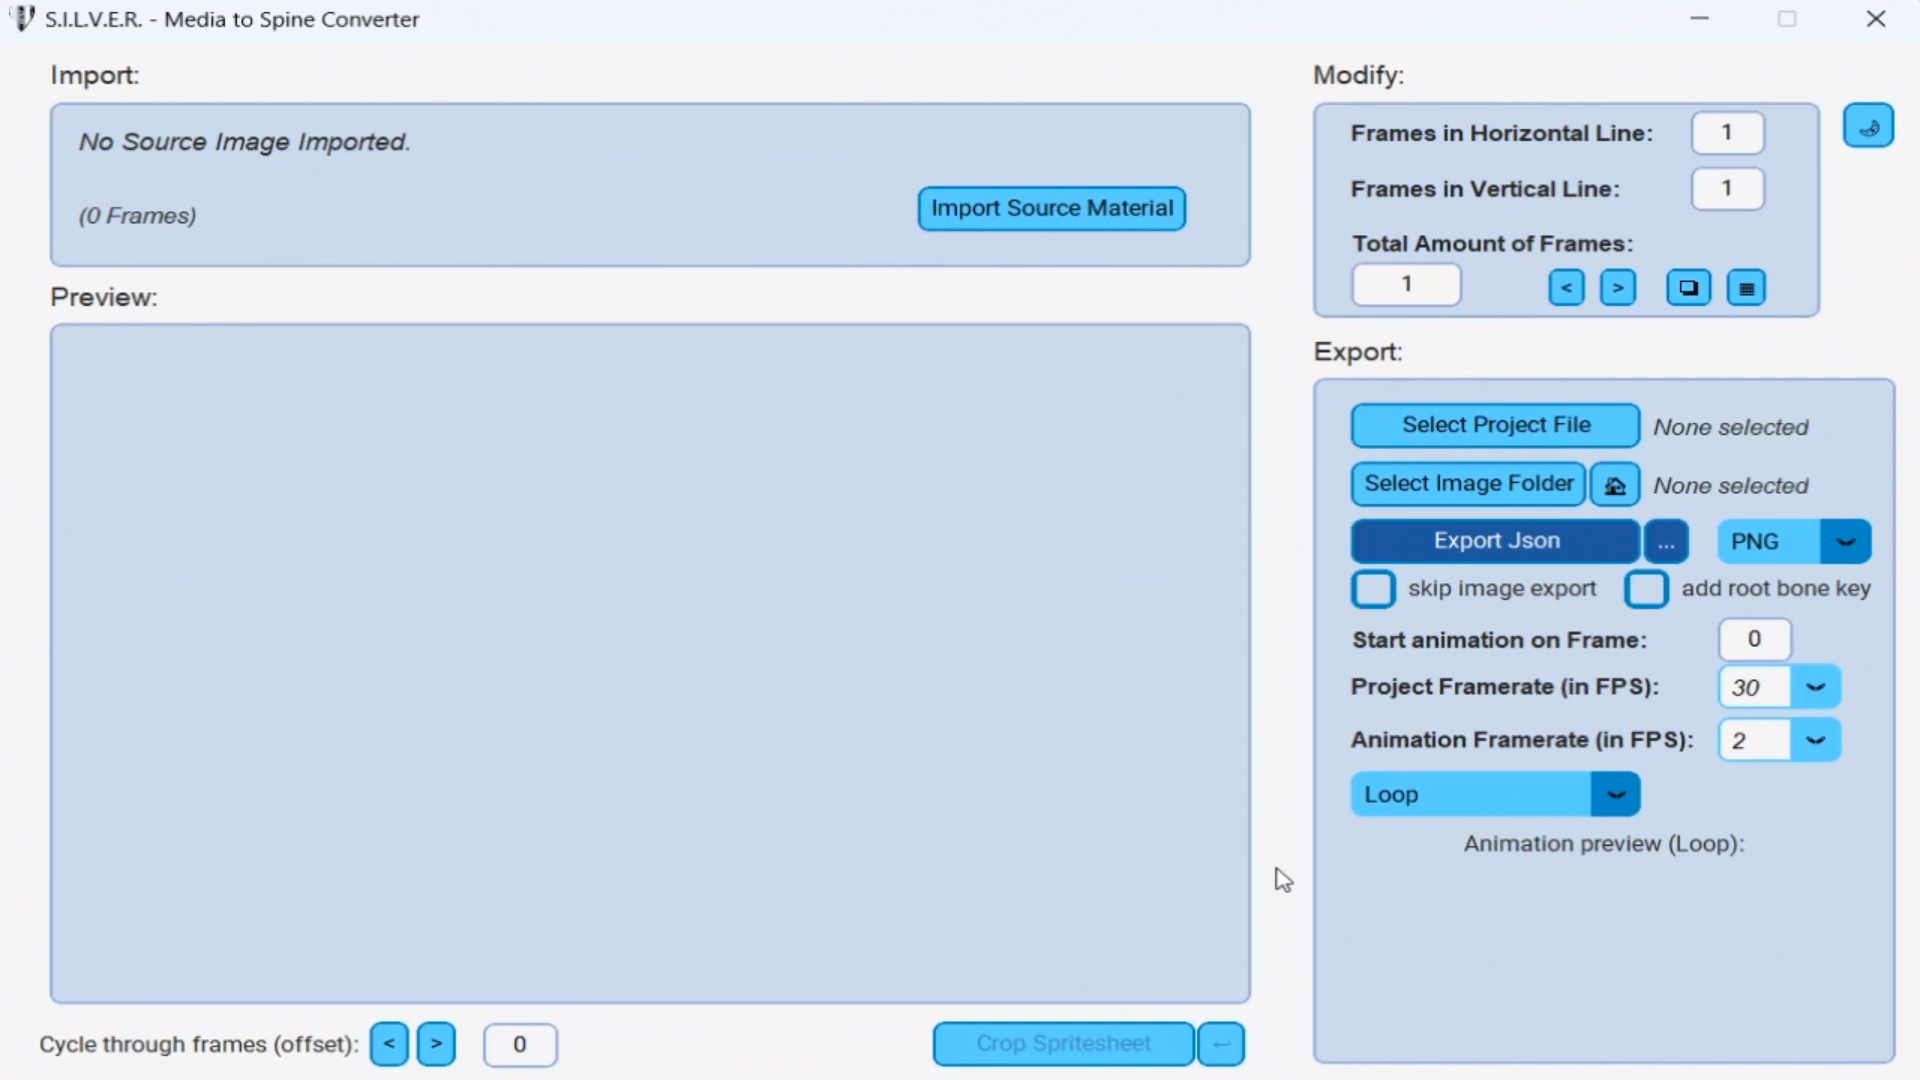 S.I.L.V.E.R. - Media to Spine Converter
Import:
No Source Image Imported.
(0 Frames)
Import Source Material
Preview:
Cycle through frames (offset):
<
>
0
Crop Spritesheet
Modify:
Frames in Horizontal Line:
1
Frames in Vertical Line:
1
Total Amount of Frames:
1
<
>
Export:
Select Project File
None selected
Select Image Folder
None selected
Export Json
...
PNG
skip image export
add root bone key
Start animation on Frame:
0
Project Framerate (in FPS):
30
Animation Framerate (in FPS):
2
Loop
Animation preview (Loop):